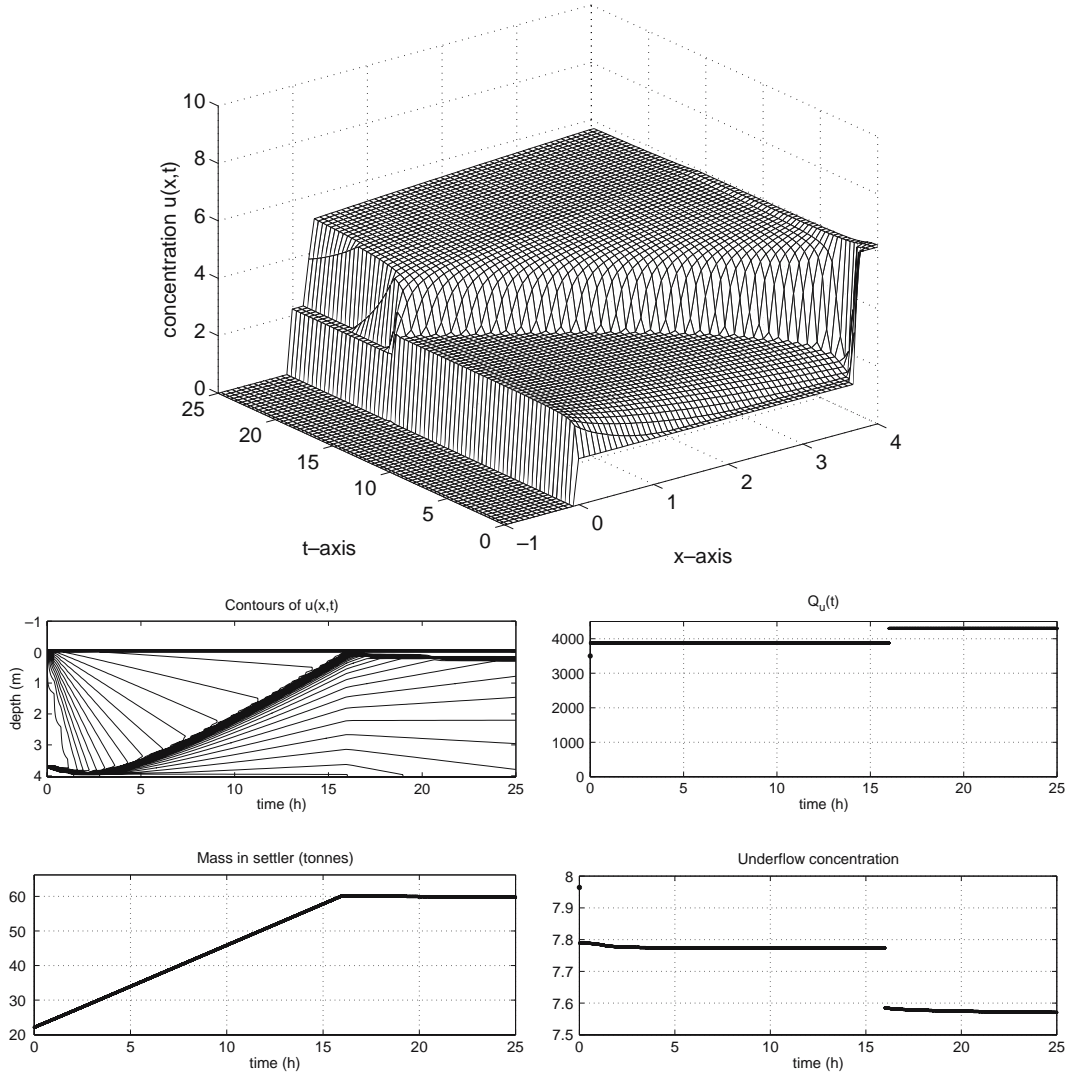 concentration u(x,t)
10
8
6
4
2
0
25
20
15
10
5
0
t–axis
–1
0
1
2
3
4
x–axis
Contours of u(x,t)
depth (m)
–1
0
1
2
3
4
0 5 10 15 20 25
time (h)
Qu(t)
4000
3000
2000
1000
0
0 5 10 15 20 25
time (h)
Mass in settler (tonnes)
60
50
40
30
20
0 5 10 15 20 25
time (h)
Underflow concentration
8
7.9
7.8
7.7
7.6
7.5
0 5 10 15 20 25
time (h)